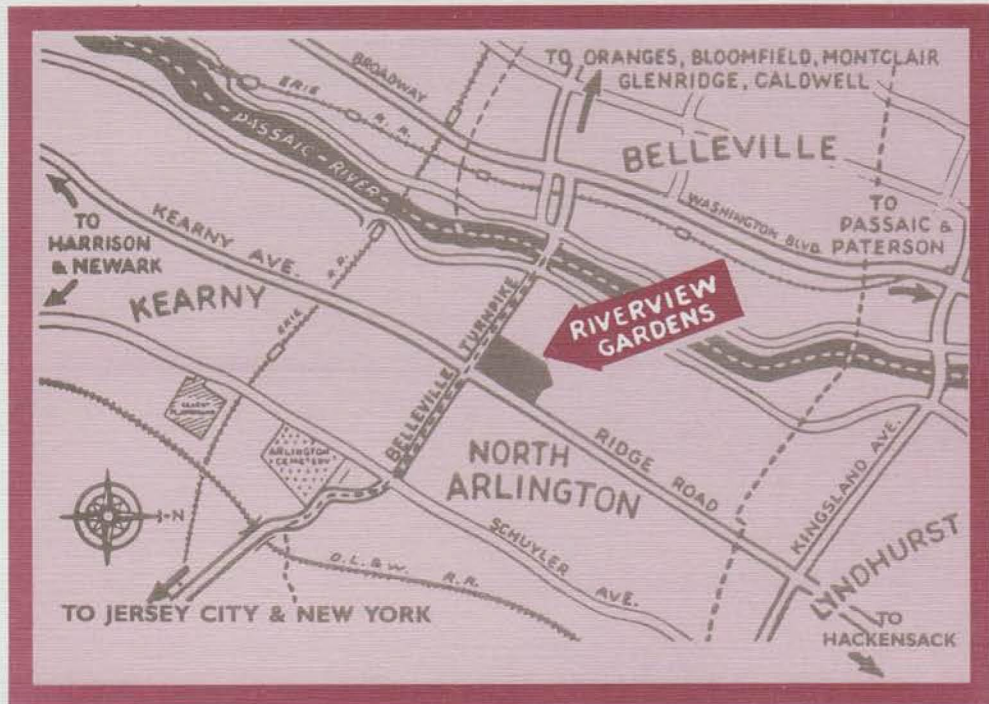 TO ORANGES, BLOOMFIELD, MONTCLAIR
GLENRIDGE, CALDWELL
BROADWAY
ERIE
R. R.
PASSAIC - RIVER
BELLEVILLE
WASHINGTON BLVD.
TO
PASSAIC &
PATERSON
TO
HARRISON
& NEWARK
KEARNY AVE.
KEARNY
ERIE
R.R.
BELLEVILLE TURNPIKE
RIVERVIEW
GARDENS
ARLINGTON
CEMETERY
NORTH
ARLINGTON
RIDGE ROAD
KINGSLAND AVE.
LYNDHURST
SCHUYLER AVE.
N
D. L. & W. R.R.
TO JERSEY CITY & NEW YORK
TO
HACKENSACK